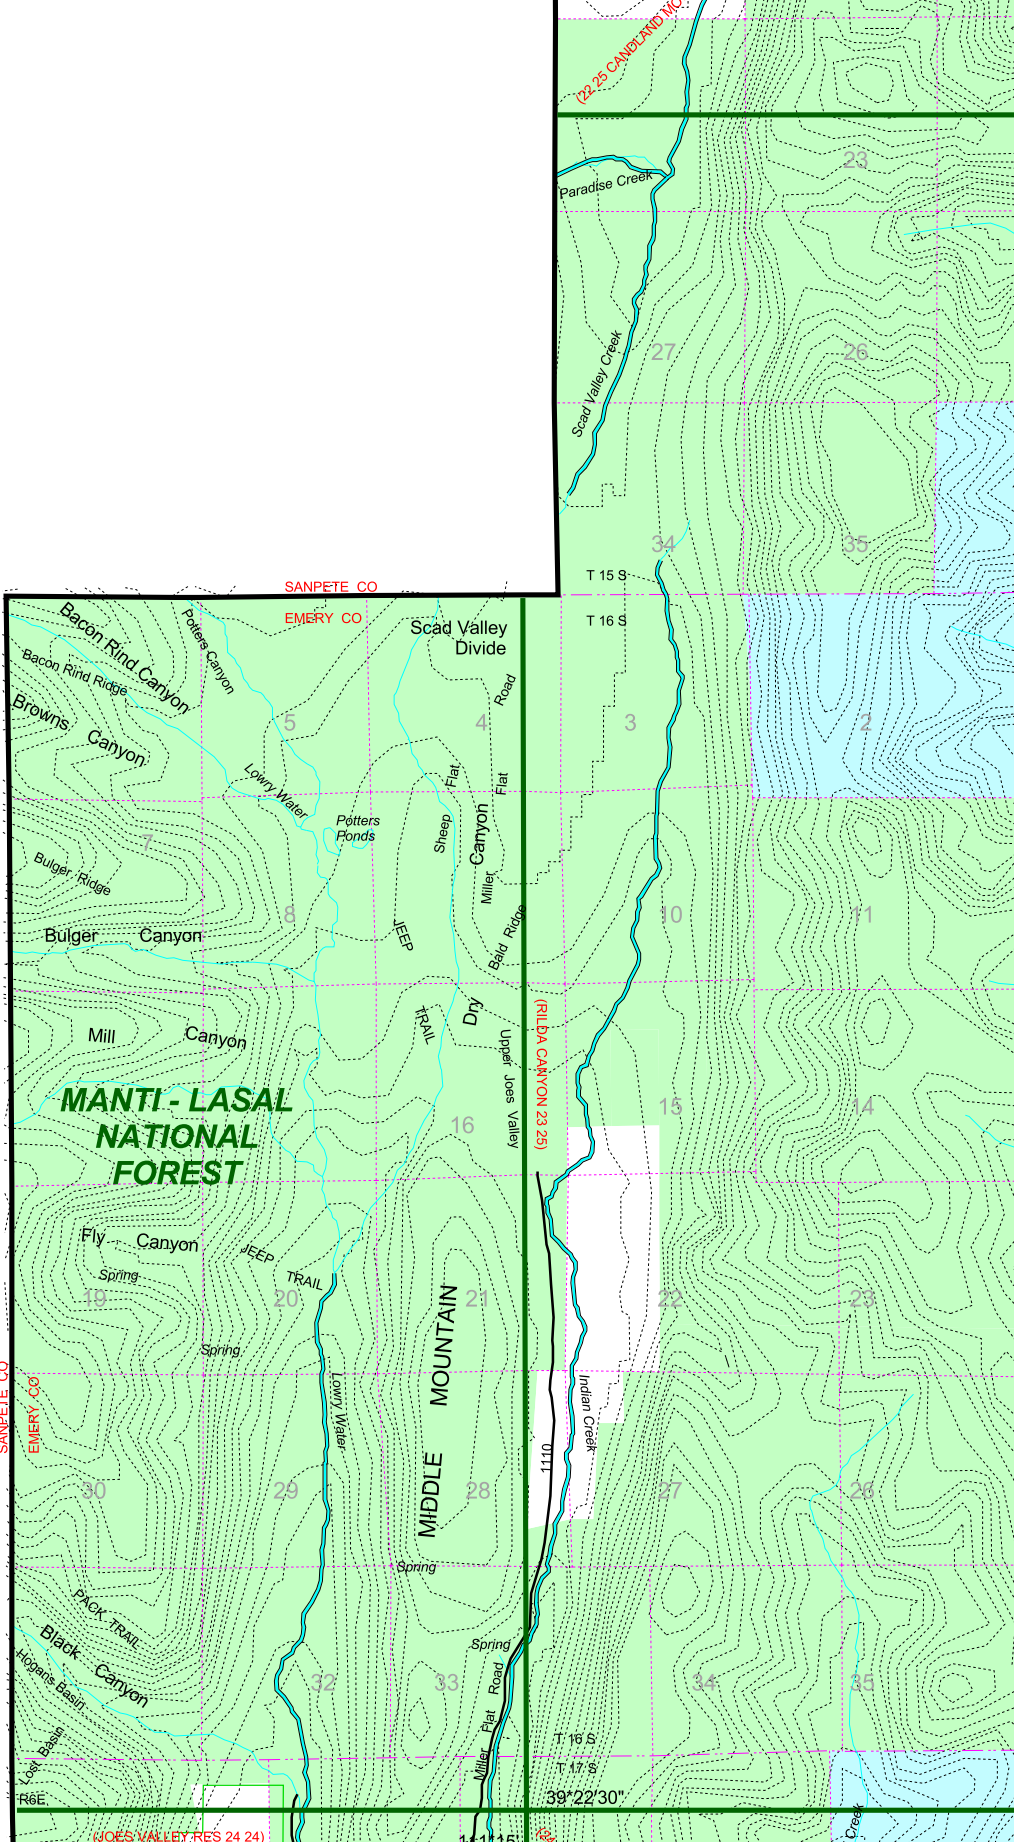 (22 25 CANDLAND MO
23
Paradise Creek
27
26
Scad Valley Creek
34
35
T 15 S
T 16 S
SANPETE CO
EMERY CO
Bacon Rind Canyon
Potters Canyon
Scad Valley
Divide
Bacon Rind Ridge
Browns Canyon
Road
5
4
3
2
Lowry Water
Flat
Flat
Potters
Ponds
Sheep
Canyon
Miller
7
Bulger Ridge
8
10
11
Bulger Canyon
JEEP
TRAIL
Bald Ridge
Dry
Mill Canyon
Upper Joes Valley
(RILDA CANYON 23 25)
MANTI - LASAL
NATIONAL
FOREST
16
15
14
Fly Canyon
Spring
JEEP TRAIL
19
20
21
22
23
Spring
MIDDLE MOUNTAIN
SANPETE CO
EMERY CO
Lowry Water
Indian Creek
1110
30
29
28
27
26
Spring
PACK TRAIL
Black Canyon
Hogans Basin
Spring
Lost Basin
32
33
34
35
Miller Flat Road
T 16 S
T 17 S
R6E
39°22'30"
Creek
(JOES VALLEY RES 24 24)